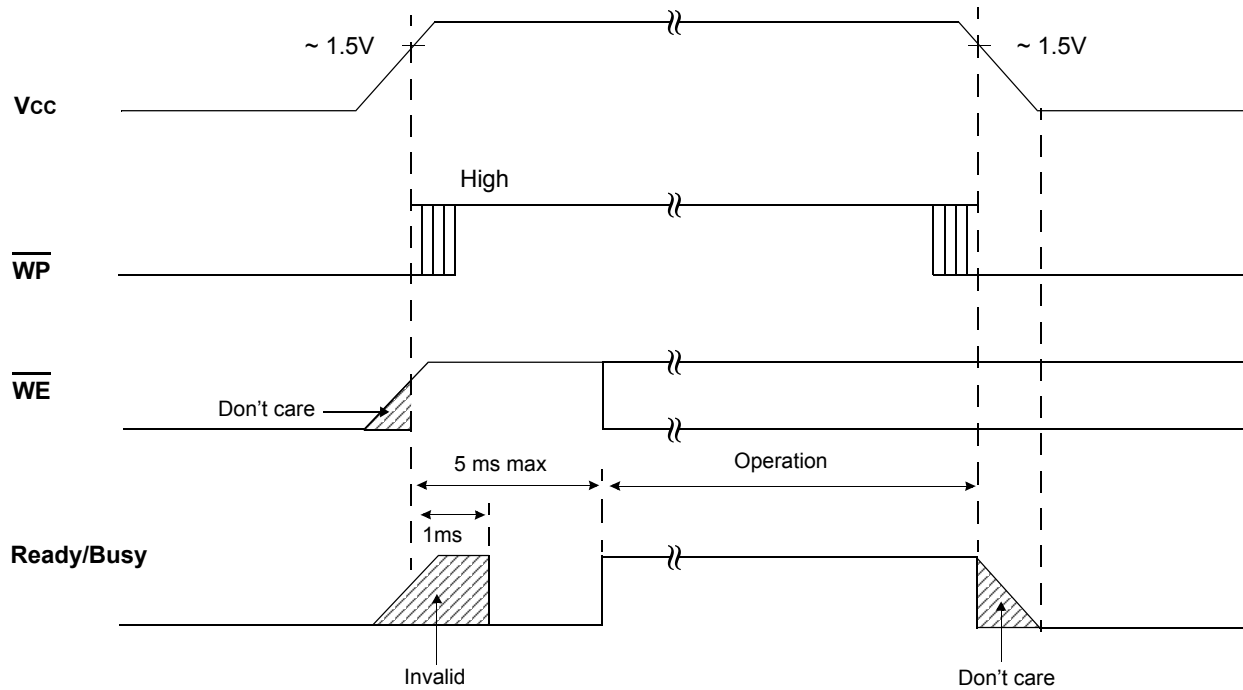 ~ 1.5V
~ 1.5V
Vcc
High
WP
WE
Don't care
5 ms max
Operation
1ms
Ready/Busy
Invalid
Don't care